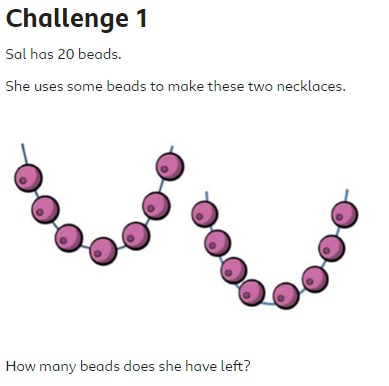 Challenge 1
Sal has 20 beads.
She uses some beads to make these two necklaces.
How many beads does she have left?